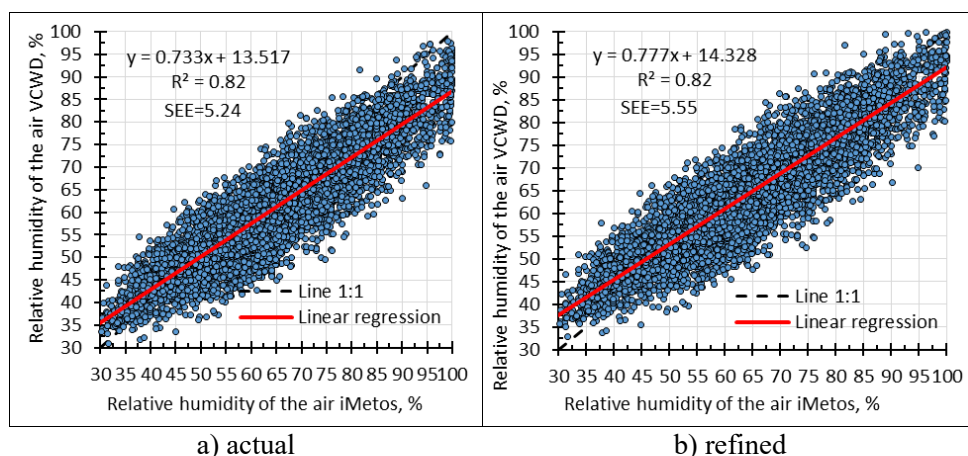 100
95
90
85
80
75
70
65
60
55
50
45
40
35
30
Relative humidity of the air VCWD, %
y = 0.733x + 13.517
R² = 0.82
SEE=5.24
Line 1:1
Linear regression
30 35 40 45 50 55 60 65 70 75 80 85 90 95 100
Relative humidity of the air iMetos, %
a) actual
100
95
90
85
80
75
70
65
60
55
50
45
40
35
30
Relative humidity of the air VCWD, %
y = 0.777x + 14.328
R² = 0.82
SEE=5.55
Line 1:1
Linear regression
30 35 40 45 50 55 60 65 70 75 80 85 90 95 100
Relative humidity of the air iMetos, %
b) refined